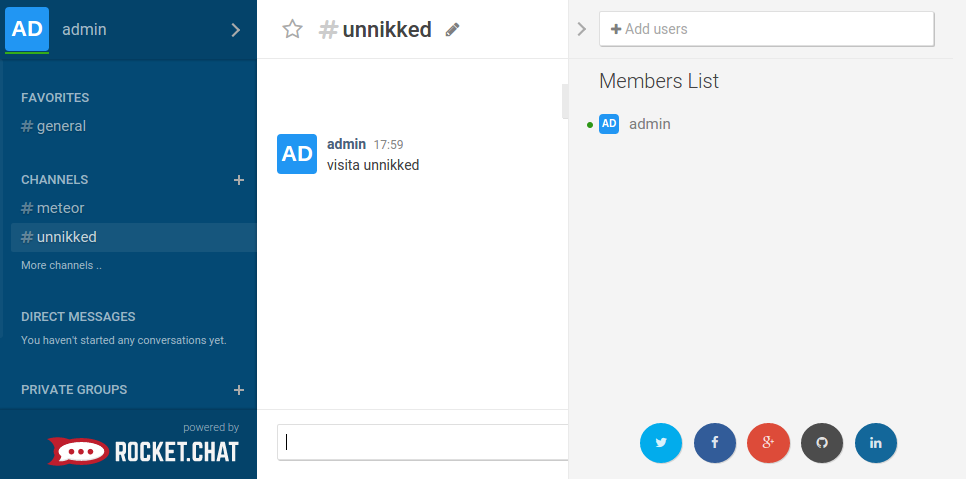 AD admin
FAVORITES
# general
CHANNELS +
# meteor
# unnikked
More channels ..
DIRECT MESSAGES
You haven't started any conversations yet.
PRIVATE GROUPS +
powered by
ROCKET.CHAT
#unnikked
AD admin 17:59
visita unnikked
+ Add users
Members List
AD admin